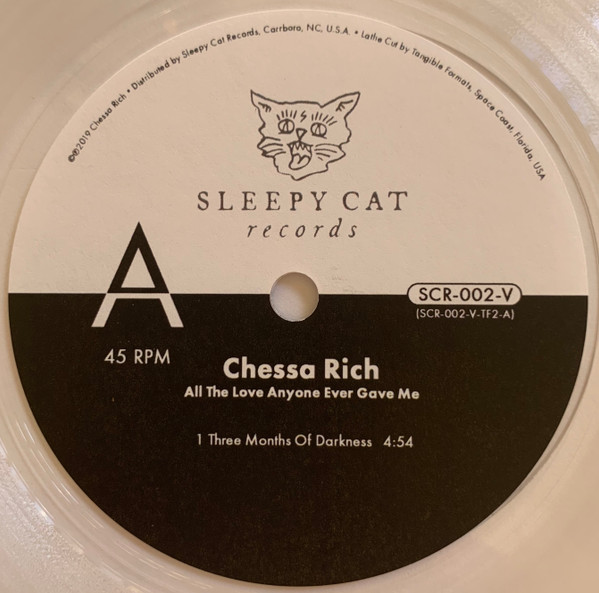 ℗©2019 Chessa Rich • Distributed by Sleepy Cat Records, Carrboro, NC, U.S.A. • Lathe Cut by Tangible Formats, Space Coast, Florida, USA
SLEEPY CAT
records
A
SCR-002-V
(SCR-002-V-TF2-A)
45 RPM
Chessa Rich
All The Love Anyone Ever Gave Me
1 Three Months Of Darkness 4:54